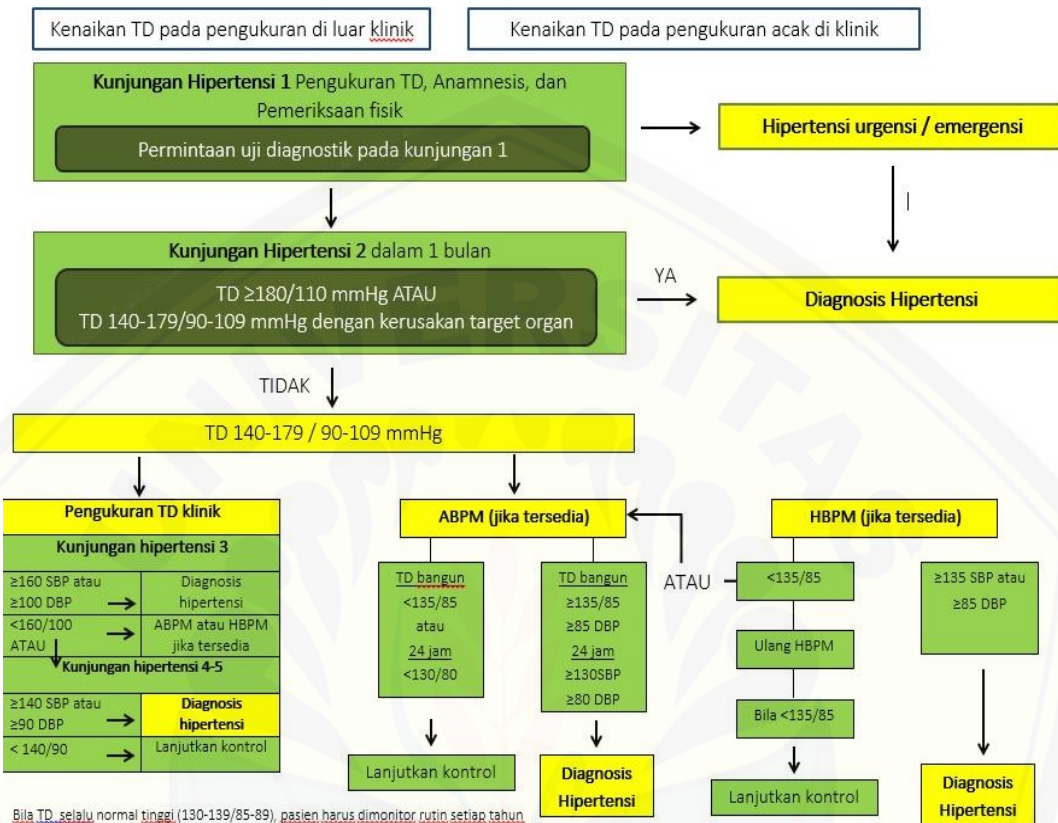 Kenaikan TD pada pengukuran di luar klinik
Kenaikan TD pada pengukuran acak di klinik
Kunjungan Hipertensi 1 Pengukuran TD, Anamnesis, dan
Pemeriksaan fisik
Permintaan uji diagnostik pada kunjungan 1
Hipertensi urgensi / emergensi
I
Kunjungan Hipertensi 2 dalam 1 bulan
TD ≥180/110 mmHg ATAU
TD 140-179/90-109 mmHg dengan kerusakan target organ
YA
Diagnosis Hipertensi
TIDAK
TD 140-179 / 90-109 mmHg
Pengukuran TD klinik
Kunjungan hipertensi 3
≥160 SBP atau
≥100 DBP
Diagnosis
hipertensi
<160/100
ATAU
ABPM atau HBPM
jika tersedia
Kunjungan hipertensi 4-5
≥140 SBP atau
≥90 DBP
Diagnosis
hipertensi
< 140/90
Lanjutkan kontrol
ABPM (jika tersedia)
TD bangun
<135/85
atau
24 jam
<130/80
Lanjutkan kontrol
TD bangun
≥135/85
≥85 DBP
24 jam
≥130SBP
≥80 DBP
Diagnosis
Hipertensi
ATAU
HBPM (jika tersedia)
<135/85
Ulang HBPM
Bila <135/85
Lanjutkan kontrol
≥135 SBP atau
≥85 DBP
Diagnosis
Hipertensi
Bila TD selalu normal tinggi (130-139/85-89), pasien harus dimonitor rutin setiap tahun
UNIVERSITAS